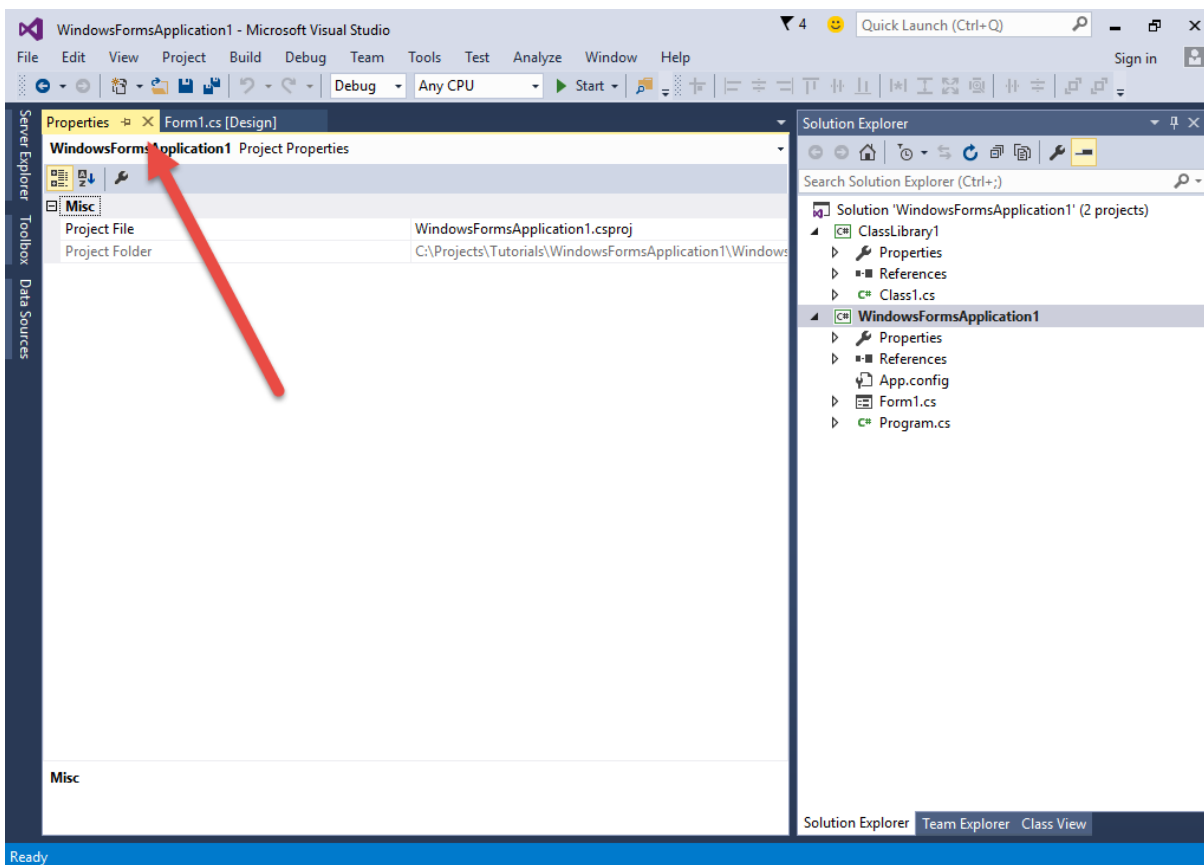 WindowsFormsApplication1 - Microsoft Visual Studio
4
Quick Launch (Ctrl+Q)
File Edit View Project Build Debug Team Tools Test Analyze Window Help
Sign in
Debug
Any CPU
Start
Server Explorer
Toolbox
Data Sources
Properties
Form1.cs [Design]
WindowsFormsApplication1 Project Properties
Misc
Project File WindowsFormsApplication1.csproj
Project Folder C:\Projects\Tutorials\WindowsFormsApplication1\Windows
Misc
Solution Explorer
Search Solution Explorer (Ctrl+;)
Solution 'WindowsFormsApplication1' (2 projects)
C# ClassLibrary1
Properties
References
C# Class1.cs
C# WindowsFormsApplication1
Properties
References
App.config
Form1.cs
C# Program.cs
Solution Explorer Team Explorer Class View
Ready